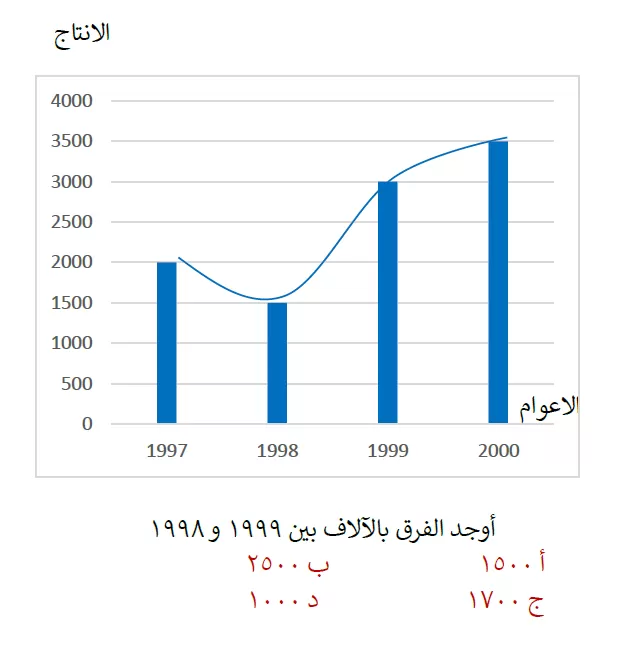 الانتاج
4000
3500
3000
2500
2000
1500
1000
500
0
الاعوام
1997 1998 1999 2000
أوجد الفرق بالآلاف بين ١٩٩٩ و ١٩٩٨
أ ١٥٠٠ ب ٢٥٠٠
ج ١٧٠٠ د ١٠٠٠